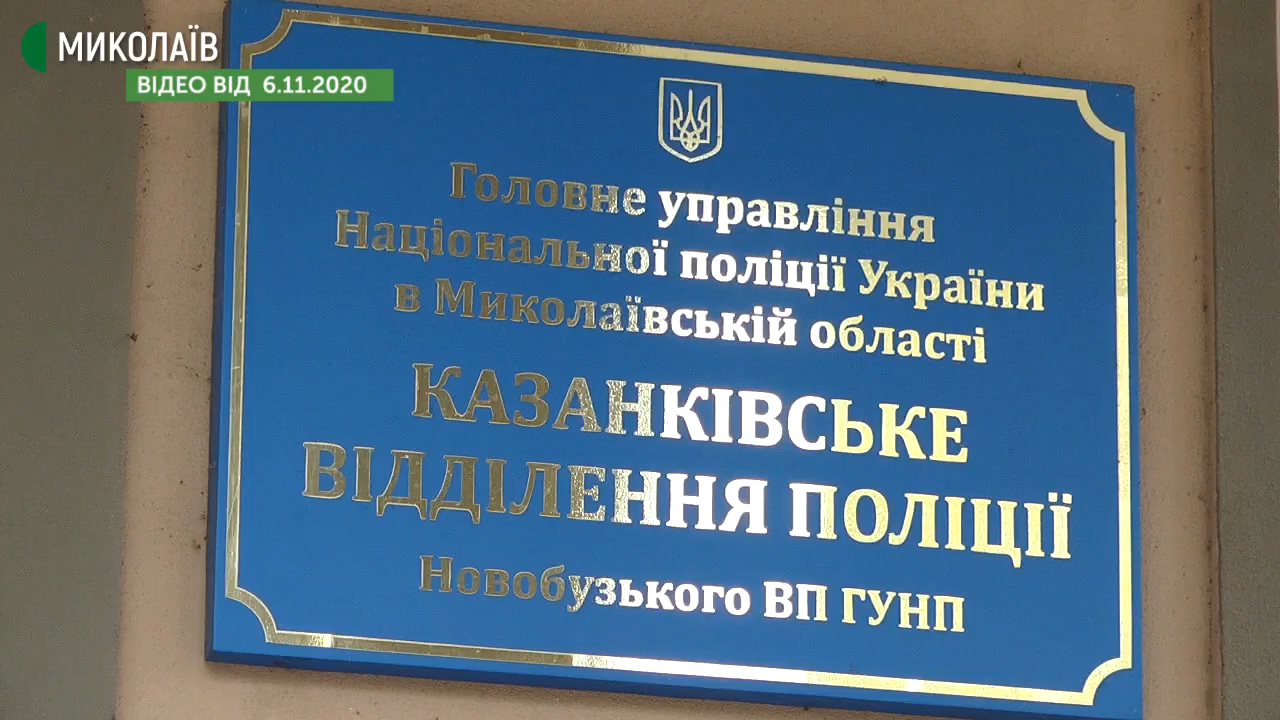 МИКОЛАЇВ
ВІДЕО ВІД 6.11.2020
Головне управління
Національної поліції України
в Миколаївській області
КАЗАНКІВСЬКЕ
ВІДДІЛЕННЯ ПОЛІЦІЇ
Новобузького ВП ГУНП